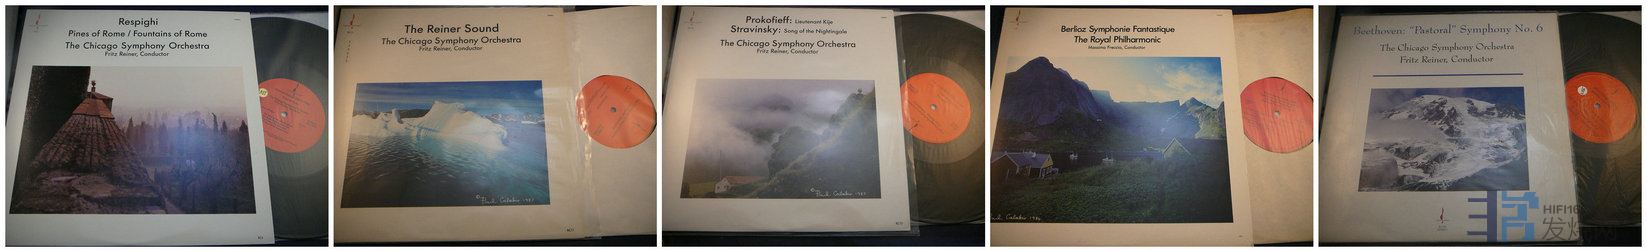 Respighi
Pines of Rome / Fountains of Rome
The Chicago Symphony Orchestra
Fritz Reiner, Conductor
The Reiner Sound
The Chicago Symphony Orchestra
Fritz Reiner, Conductor
Prokofieff: Lieutenant Kije
Stravinsky: Song of the Nightingale
The Chicago Symphony Orchestra
Fritz Reiner, Conductor
Berlioz Symphonie Fantastique
The Royal Philharmonic
Massimo Freccia, Conductor
Beethoven: "Pastoral" Symphony No. 6
The Chicago Symphony Orchestra
Fritz Reiner, Conductor